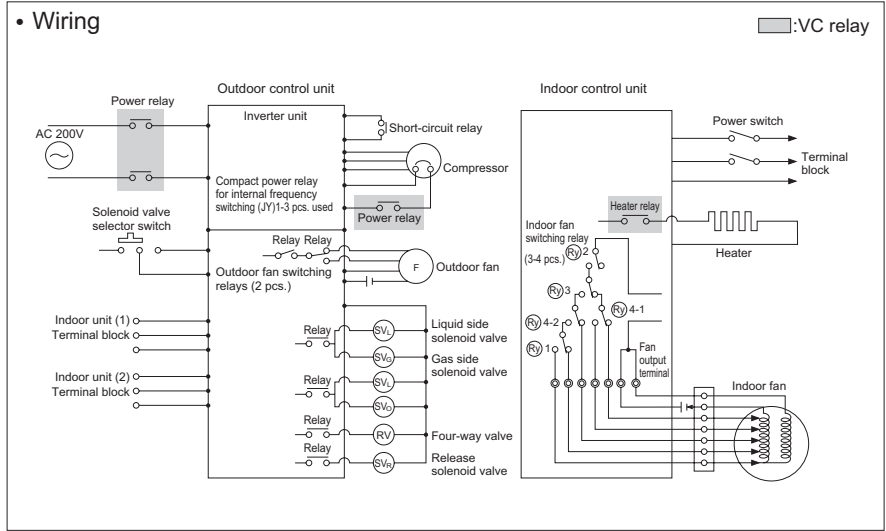 • Wiring
:VC relay
Outdoor control unit
Indoor control unit
Power relay
Inverter unit
AC 200V
Short-circuit relay
Compressor
Compact power relay
for internal frequency
switching (JY)1-3 pcs. used
Power relay
Solenoid valve
selector switch
Relay Relay
Outdoor fan switching
relays (2 pcs.)
F
Outdoor fan
Indoor unit (1)
Terminal block
Indoor unit (2)
Terminal block
Relay
SVL
Liquid side
solenoid valve
SVG
Gas side
solenoid valve
Relay
SVL
SVO
Relay
RV
Four-way valve
Relay
SVR
Release
solenoid valve
Power switch
Terminal
block
Heater relay
Heater
Indoor fan
switching relay
(3-4 pcs.)
Ry 2
Ry 3
Ry 4-1
Ry 4-2
Ry 1
Fan
output
terminal
Indoor fan